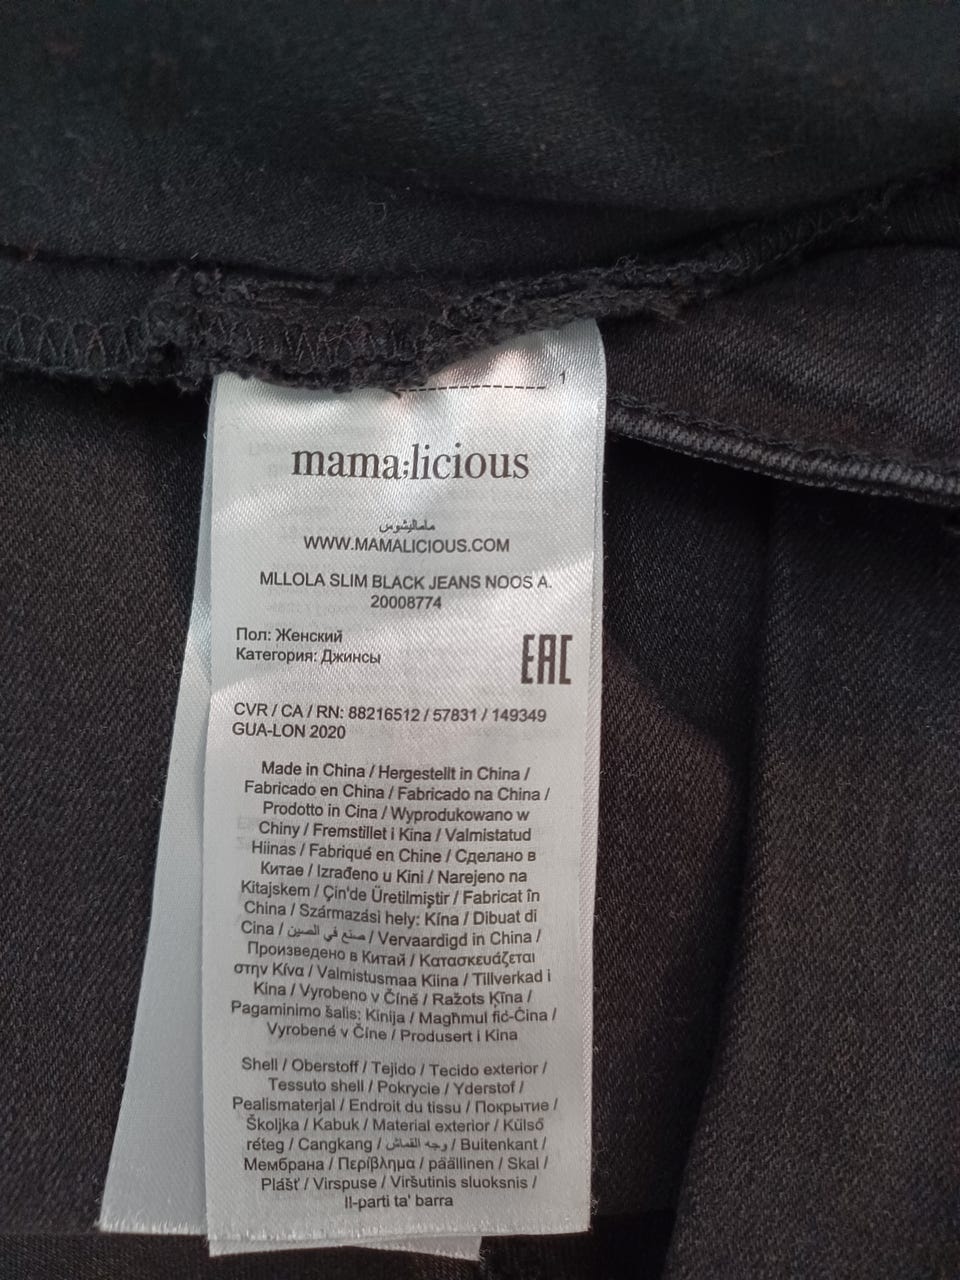 1
mama;licious
ماماليشوس
WWW.MAMALICIOUS.COM
MLLOLA SLIM BLACK JEANS NOOS A.
20008774
Пол: Женский
Категория: Джинсы
EAC
CVR / CA / RN: 88216512 / 57831 / 149349
GUA-LON 2020
Made in China / Hergestellt in China /
Fabricado en China / Fabricado na China /
Prodotto in Cina / Wyprodukowano w
Chiny / Fremstillet i Kina / Valmistatud
Hiinas / Fabriqué en Chine / Сделано в
Китае / Izrađeno u Kini / Narejeno na
Kitajskem / Çin'de Üretilmiştir / Fabricat în
China / Származási hely: Kína / Dibuat di
Cina / صنع في الصين / Vervaardigd in China /
Произведено в Китай / Κατασκευάζεται
στην Κίνα / Valmistusmaa Kiina / Tillverkad i
Kina / Vyrobeno v Číně / Ražots Ķīna /
Pagaminimo šalis: Kinija / Magħmul fiċ-Ċina /
Vyrobené v Číne / Produsert i Kina
Shell / Oberstoff / Tejido / Tecido exterior /
Tessuto shell / Pokrycie / Yderstof /
Pealismaterjal / Endroit du tissu / Покрытие /
Školjka / Kabuk / Material exterior / Külső
réteg / Cangkang / وجه القماش / Buitenkant /
Мембрана / Περίβλημα / päällinen / Skal /
Plášť / Virspuse / Viršutinis sluoksnis /
Il-parti ta' barra